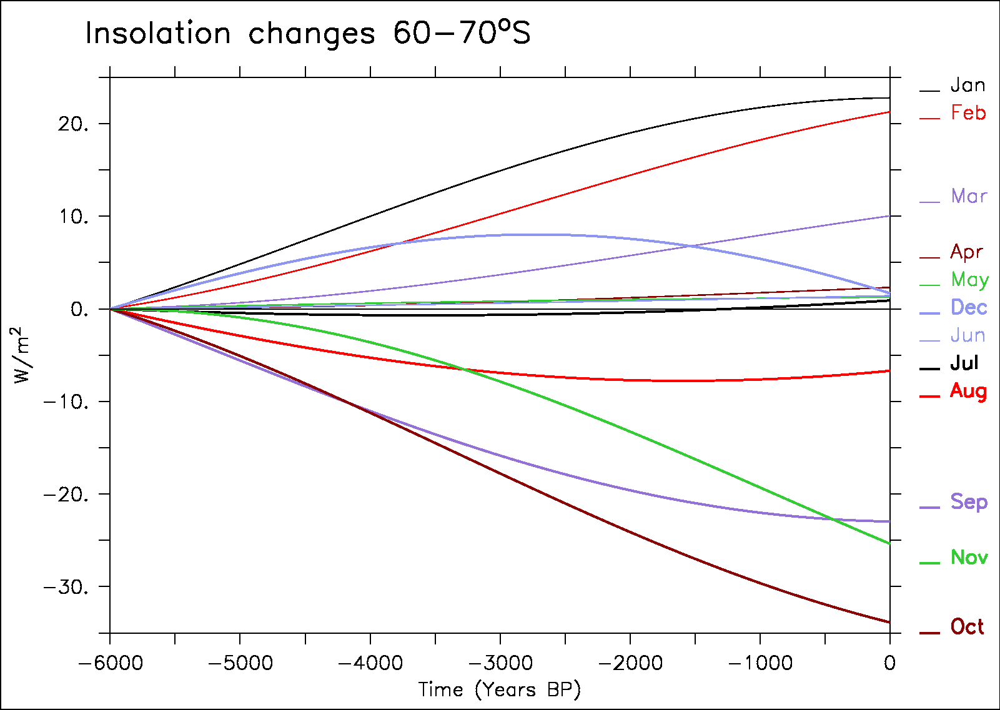 Insolation changes 60−70°S
Jan
Feb
20.
Mar
10.
Apr
May
0.
Dec
Jun
W/m²
Jul
Aug
−10.
−20.
Sep
Nov
−30.
Oct
−6000 −5000 −4000 −3000 −2000 −1000 0
Time (Years BP)